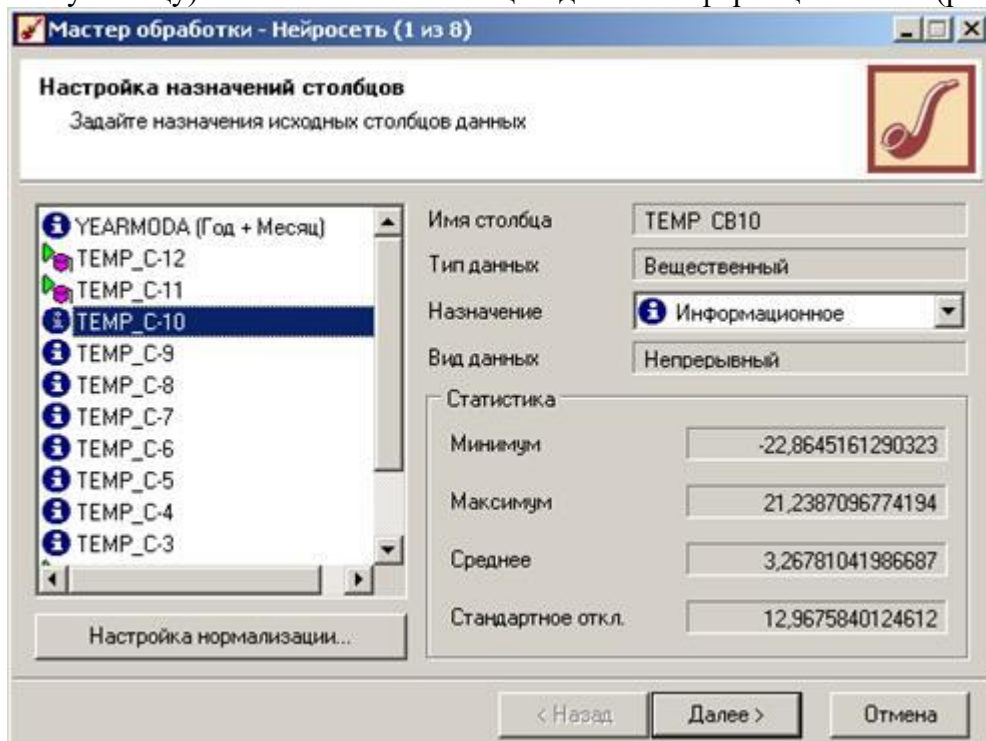 Мастер обработки - Нейросеть (1 из 8)
Настройка назначений столбцов
Задайте назначения исходных столбцов данных
YEARMODA (Год + Месяц)
TEMP_C-12
TEMP_C-11
TEMP_C-10
TEMP_C-9
TEMP_C-8
TEMP_C-7
TEMP_C-6
TEMP_C-5
TEMP_C-4
TEMP_C-3
Настройка нормализации...
Имя столбца TEMP CB10
Тип данных Вещественный
Назначение Информационное
Вид данных Непрерывный
Статистика
Минимум -22,8645161290323
Максимум 21,2387096774194
Среднее 3,26781041986687
Стандартное откл. 12,9675840124612
< Назад Далее > Отмена